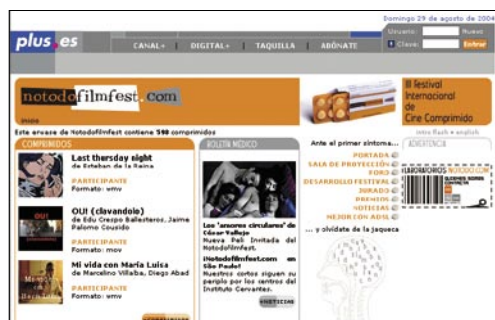 Domingo 29 de agosto de 2004
plus.es
CANAL+ | DIGITAL+ | TAQUILLA | ABÓNATE
Usuario: Nuevo
Clave: Entrar
notodofilmfest.com
inicio
III Festival
Internacional
de
Cine Comprimido
intro flash • english
Este envase de Notodofilmfest contiene 598 comprimidos
COMPRIMIDOS
Last thersday night
de Esteban de la Reina
PARTICIPANTE
Formato: wmv
OU! (clavandolo)
de Edu Crespo Ballesteros, Jaime
Palomo Cousido
PARTICIPANTE
Formato: mov
Mi vida con María Luisa
de Marcelino Villalba, Diego Abad
PARTICIPANTE
Formato: wmv
BOLETÍN MÉDICO
Los 'amores circulares' de
César Vallejo
Nueva Peli Invitada del
Notodofilmfest.
¡Notodofilmfest.com en
São Paulo!
Nuestros cortos siguen su
periplo por los centros del
Instituto Cervantes.
+NOTICIAS
Ante el primer síntoma...
PORTADA
SALA DE PROYECCIÓN
FORO
DESARROLLO FESTIVAL
JURADO
PREMIOS
NOTICIAS
MEJOR CON ADSL
... y olvídate de la jaqueca
ADVERTENCIA
LABORATORIOS NOTODO.COM